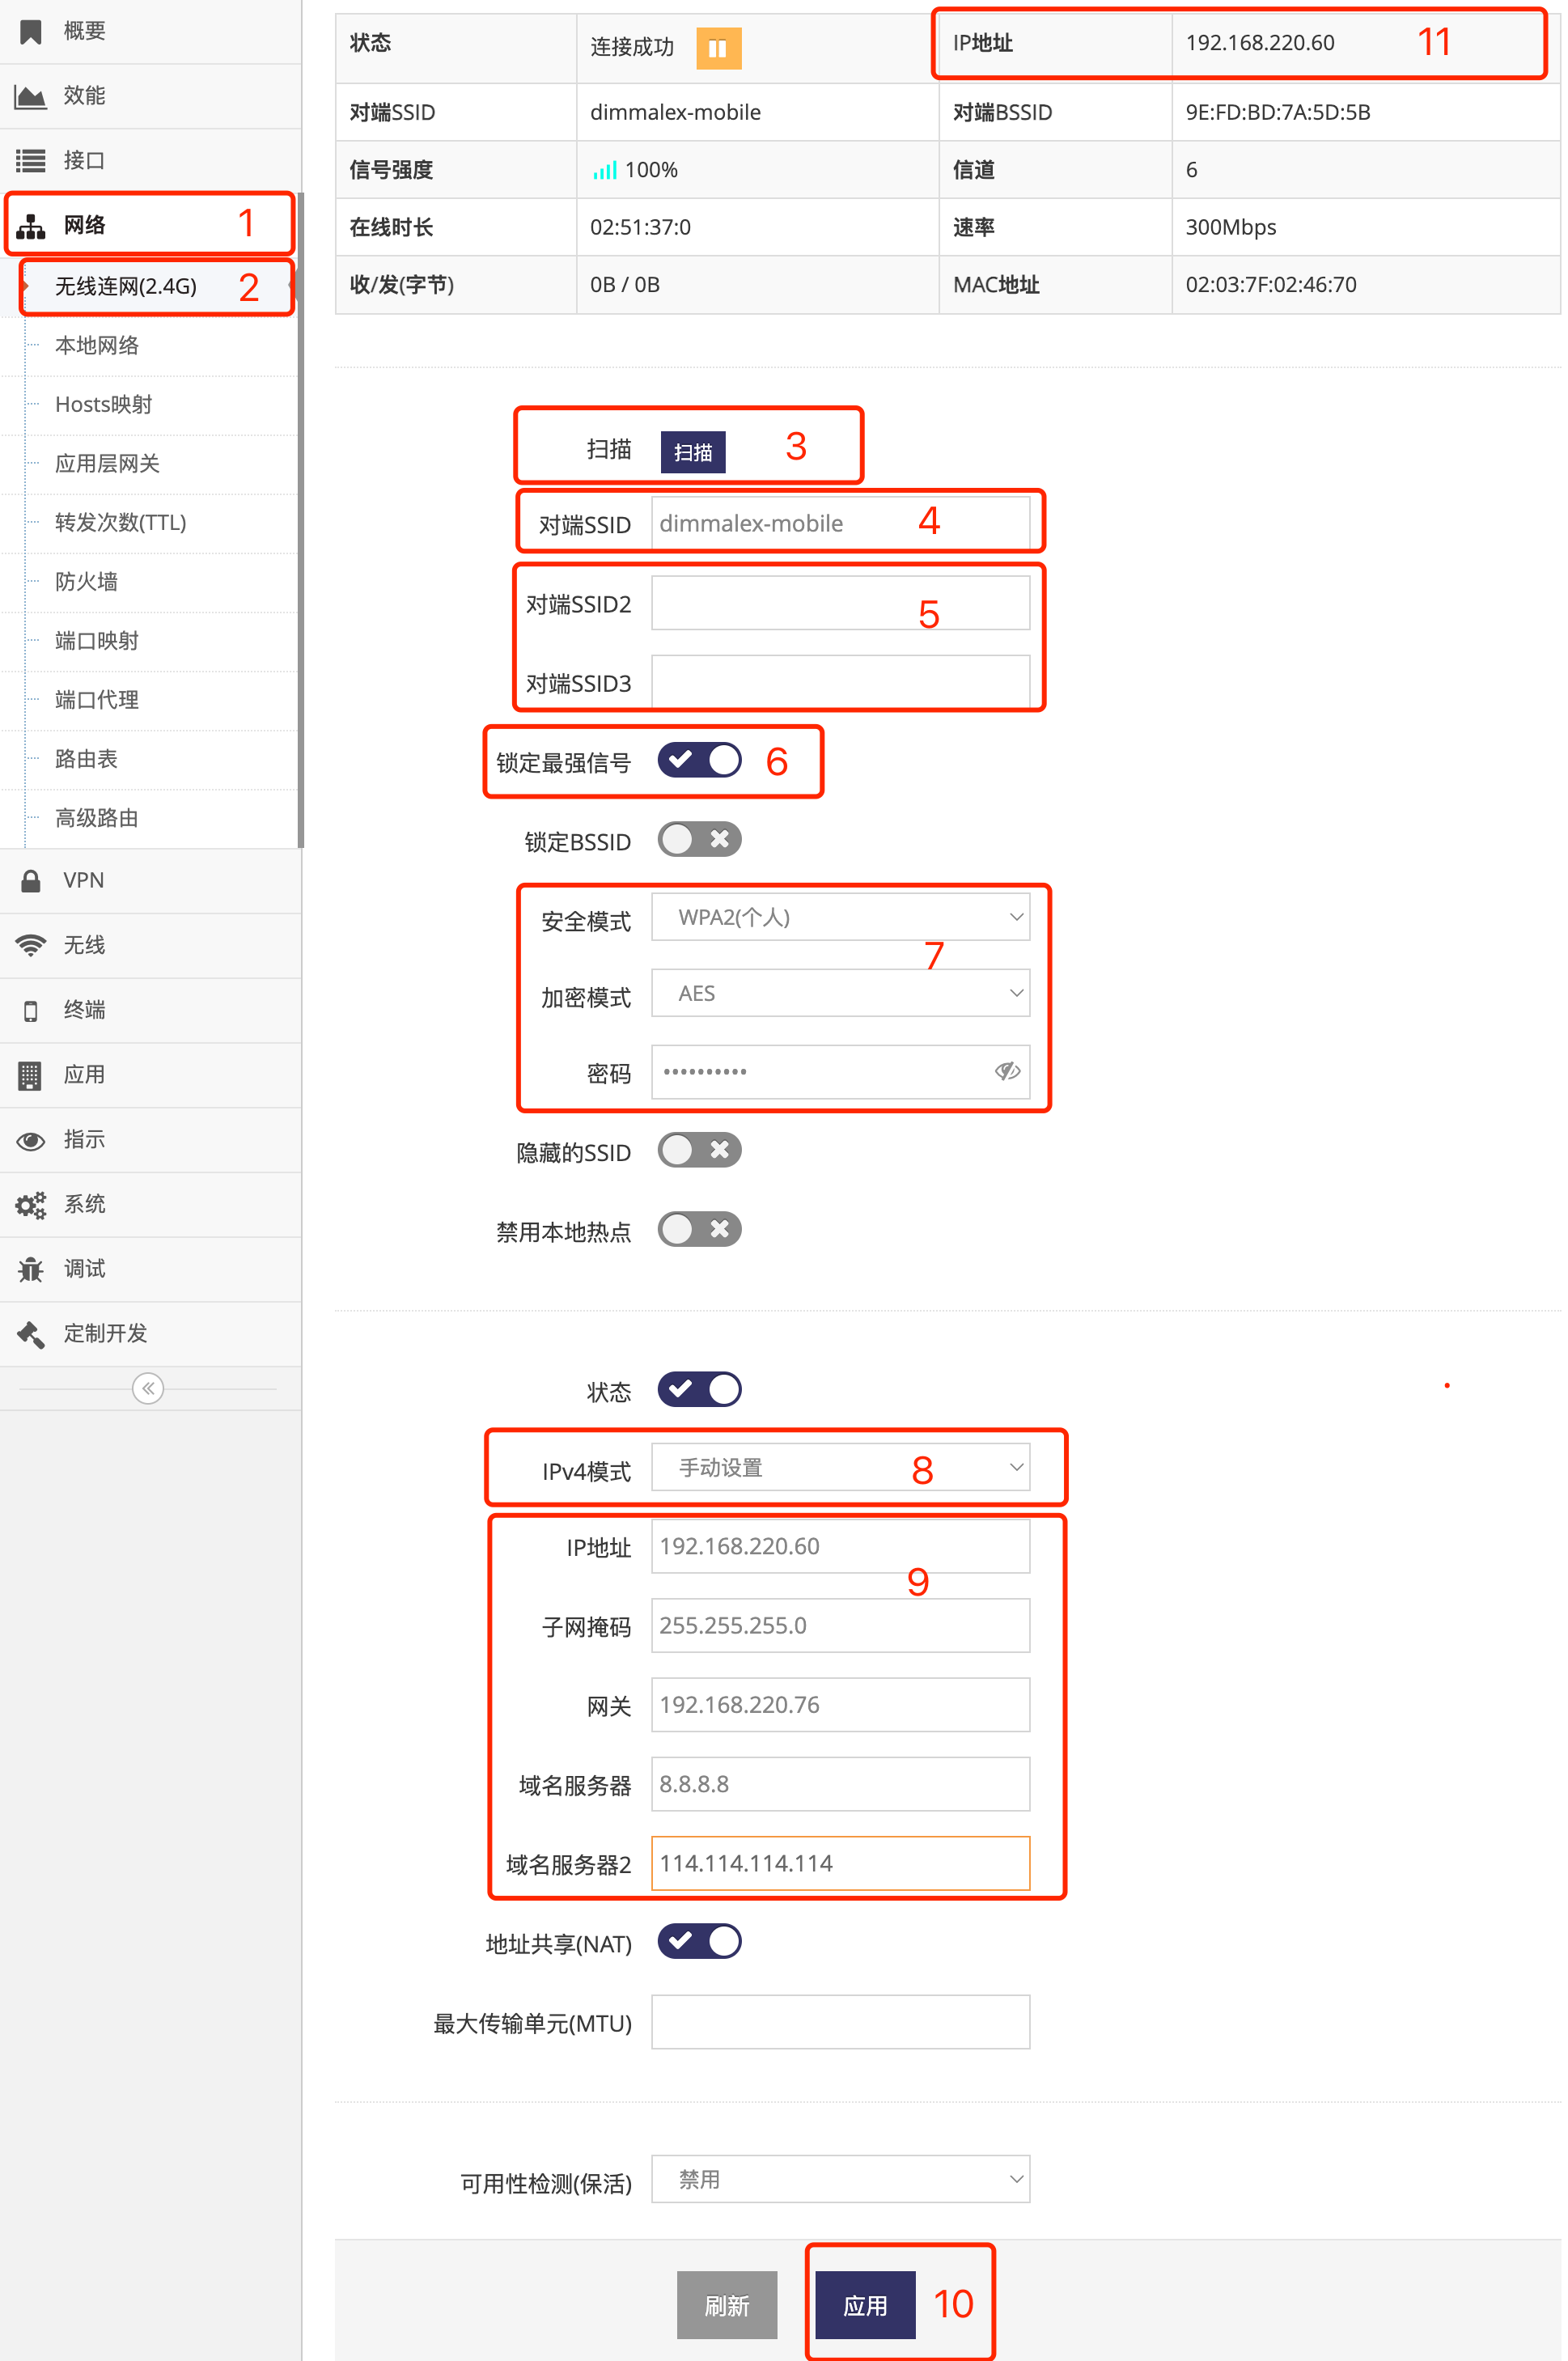 概要
效能
接口
网络 1
无线连网(2.4G) 2
本地网络
Hosts映射
应用层网关
转发次数(TTL)
防火墙
端口映射
端口代理
路由表
高级路由
VPN
无线
终端
应用
指示
系统
调试
定制开发
状态 连接成功 IP地址 192.168.220.60 11
对端SSID dimmalex-mobile 对端BSSID 9E:FD:BD:7A:5D:5B
信号强度 100% 信道 6
在线时长 02:51:37:0 速率 300Mbps
收/发(字节) 0B / 0B MAC地址 02:03:7F:02:46:70
扫描 扫描 3
对端SSID dimmalex-mobile 4
对端SSID2 5
对端SSID3
锁定最强信号 6
锁定BSSID
安全模式 WPA2(个人)
7
加密模式 AES
密码 ••••••••••
隐藏的SSID
禁用本地热点
状态
IPv4模式 手动设置 8
IP地址 192.168.220.60
9
子网掩码 255.255.255.0
网关 192.168.220.76
域名服务器 8.8.8.8
域名服务器2 114.114.114.114
地址共享(NAT)
最大传输单元(MTU)
可用性检测(保活) 禁用
刷新 应用 10